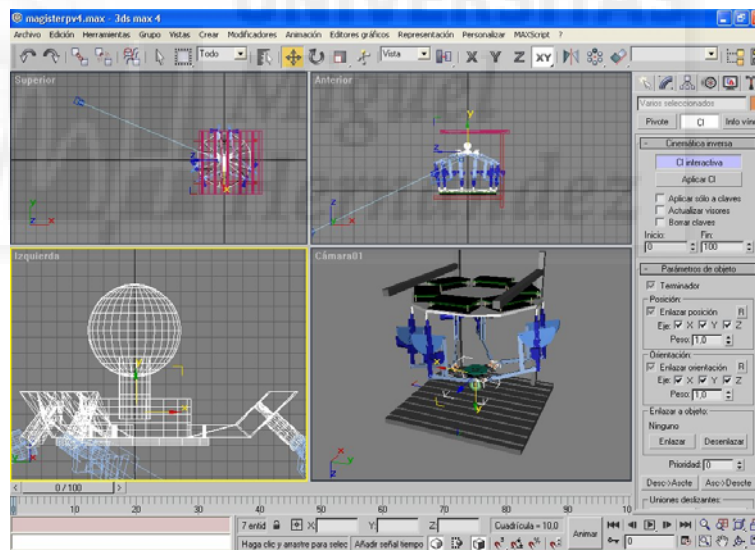 magisterpv4.max - 3ds max 4
Archivo Edición Herramientas Grupo Vistas Crear Modificadores Animación Editores gráficos Representación Personalizar MAXScript ?
Todo Vista X Y Z XY
Superior
Anterior
Izquierda
Cámara01
Varios seleccionados
Pivote CI Info vínc
- Cinemática inversa
CI interactiva
Aplicar CI
Aplicar sólo a claves
Actualizar visores
Borrar claves
Inicio: Fin:
0 100
- Parámetros de objeto
Terminador
Posición:
Enlazar posición R
Eje: X Y Z
Peso: 1,0
Orientación:
Enlazar orientación R
Eje: X Y Z
Peso: 1,0
Enlazar a objeto:
Ninguno
Enlazar Desenlazar
Prioridad: 0
Desc->Ascte Asc->Descte
Uniones deslizantes:
< 0 / 100 >
0 10 20 30 40 50 60 70 80 90 100
7 entid X: Y: Z: Cuadrícula = 10,0
Animar
Haga clic y arrastre para selec Añadir señal tiempo
0